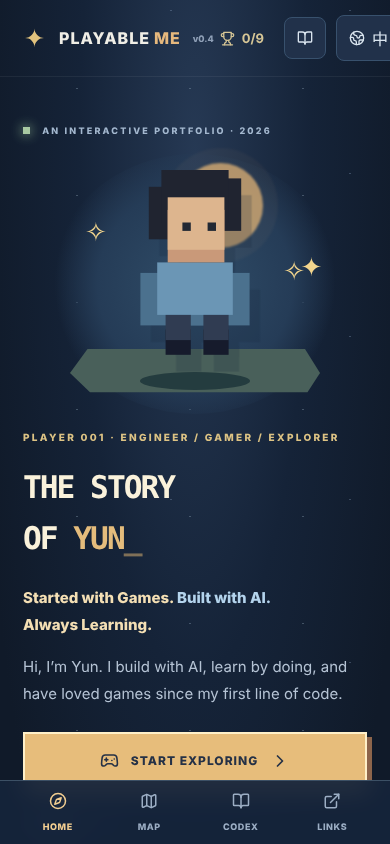 PLAYABLE ME v0.4 0/9 中
AN INTERACTIVE PORTFOLIO · 2026
PLAYER 001 · ENGINEER / GAMER / EXPLORER
THE STORY
OF YUN_
Started with Games. Built with AI.
Always Learning.
Hi, I’m Yun. I build with AI, learn by doing, and
have loved games since my first line of code.
START EXPLORING
HOME MAP CODEX LINKS